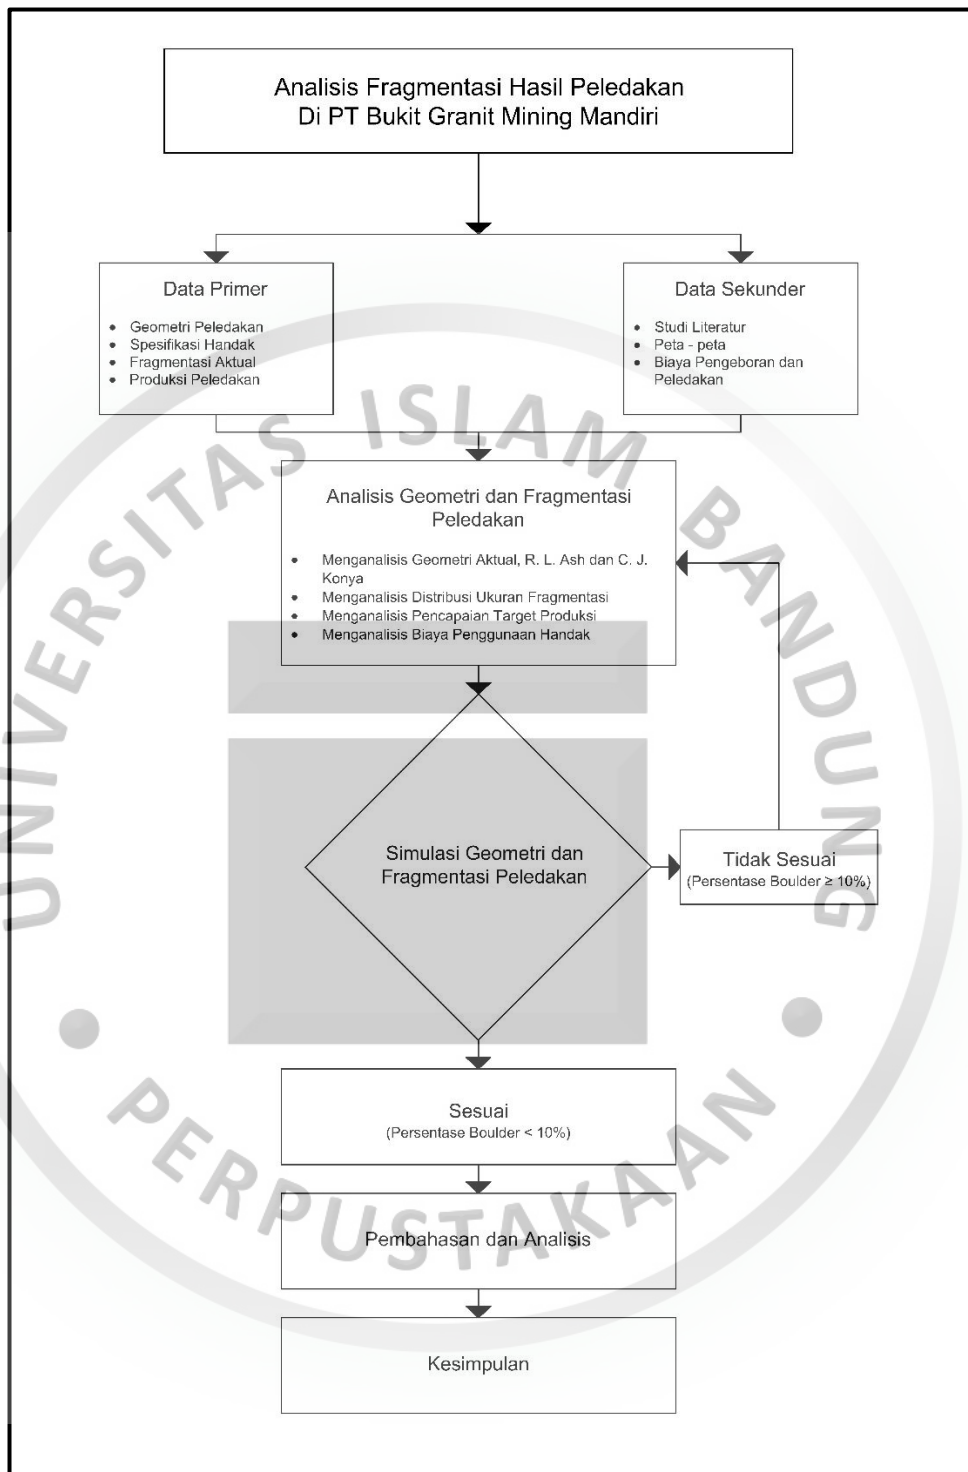 Analisis Fragmentasi Hasil Peledakan
Di PT Bukit Granit Mining Mandiri
Data Primer
• Geometri Peledakan
• Spesifikasi Handak
• Fragmentasi Aktual
• Produksi Peledakan
Data Sekunder
• Studi Literatur
• Peta - peta
• Biaya Pengeboran dan
Peledakan
Analisis Geometri dan Fragmentasi
Peledakan
• Menganalisis Geometri Aktual, R. L. Ash dan C. J.
Konya
• Menganalisis Distribusi Ukuran Fragmentasi
• Menganalisis Pencapaian Target Produksi
• Menganalisis Biaya Penggunaan Handak
Simulasi Geometri dan
Fragmentasi Peledakan
Tidak Sesuai
(Persentase Boulder ≥ 10%)
Sesuai
(Persentase Boulder < 10%)
Pembahasan dan Analisis
Kesimpulan
UNIVERSITAS ISLAM BANDUNG
PERPUSTAKAAN